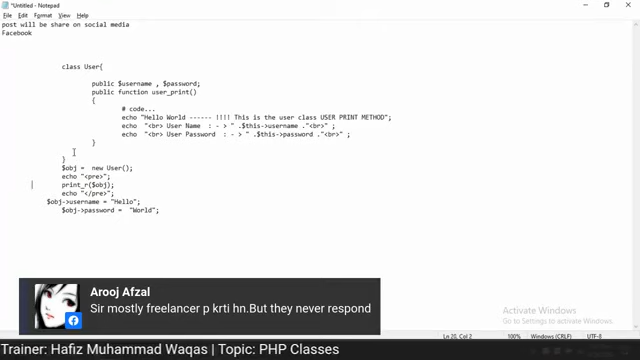 *Untitled - Notepad
File Edit Format View Help
post will be share on social media
Facebook
class User{
public $username , $password;
public function user_print()
{
# code...
echo "Hello World ------ !!!! This is the user class USER PRINT METHOD";
echo "<br> User Name : - > " .$this->username ."<br>" ;
echo "<br> User Password : - > " .$this->password ."<br>" ;
}
}
$obj = new User();
echo "<pre>";
print_r($obj);
echo "</pre>";
$obj->username = "Hello";
$obj->password = "World";
Arooj Afzal
Sir mostly freelancer p krti hn.But they never respond
Activate Windows
Go to Settings to activate Windows.
Ln 20, Col 2 100% Windows (CRLF) UTF-8
Trainer: Hafiz Muhammad Waqas | Topic: PHP Classes